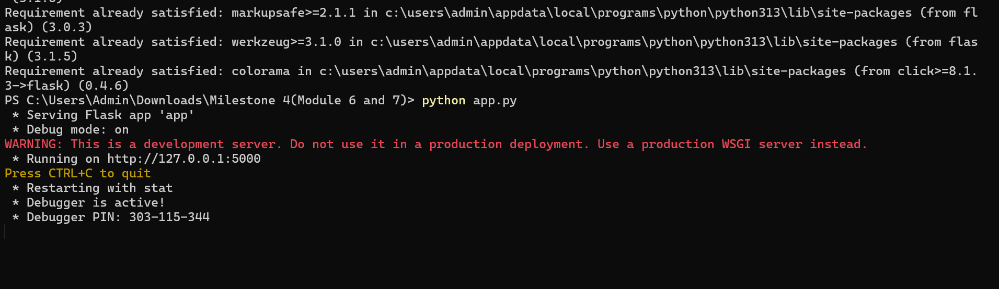 Requirement already satisfied: markupsafe>=2.1.1 in c:\users\admin\appdata\local\programs\python\python313\lib\site-packages (from fl
ask) (3.0.3)
Requirement already satisfied: werkzeug>=3.1.0 in c:\users\admin\appdata\local\programs\python\python313\lib\site-packages (from flas
k) (3.1.5)
Requirement already satisfied: colorama in c:\users\admin\appdata\local\programs\python\python313\lib\site-packages (from click>=8.1.
3->flask) (0.4.6)
PS C:\Users\Admin\Downloads\Milestone 4(Module 6 and 7)> python app.py
 * Serving Flask app 'app'
 * Debug mode: on
WARNING: This is a development server. Do not use it in a production deployment. Use a production WSGI server instead.
 * Running on http://127.0.0.1:5000
Press CTRL+C to quit
 * Restarting with stat
 * Debugger is active!
 * Debugger PIN: 303-115-344